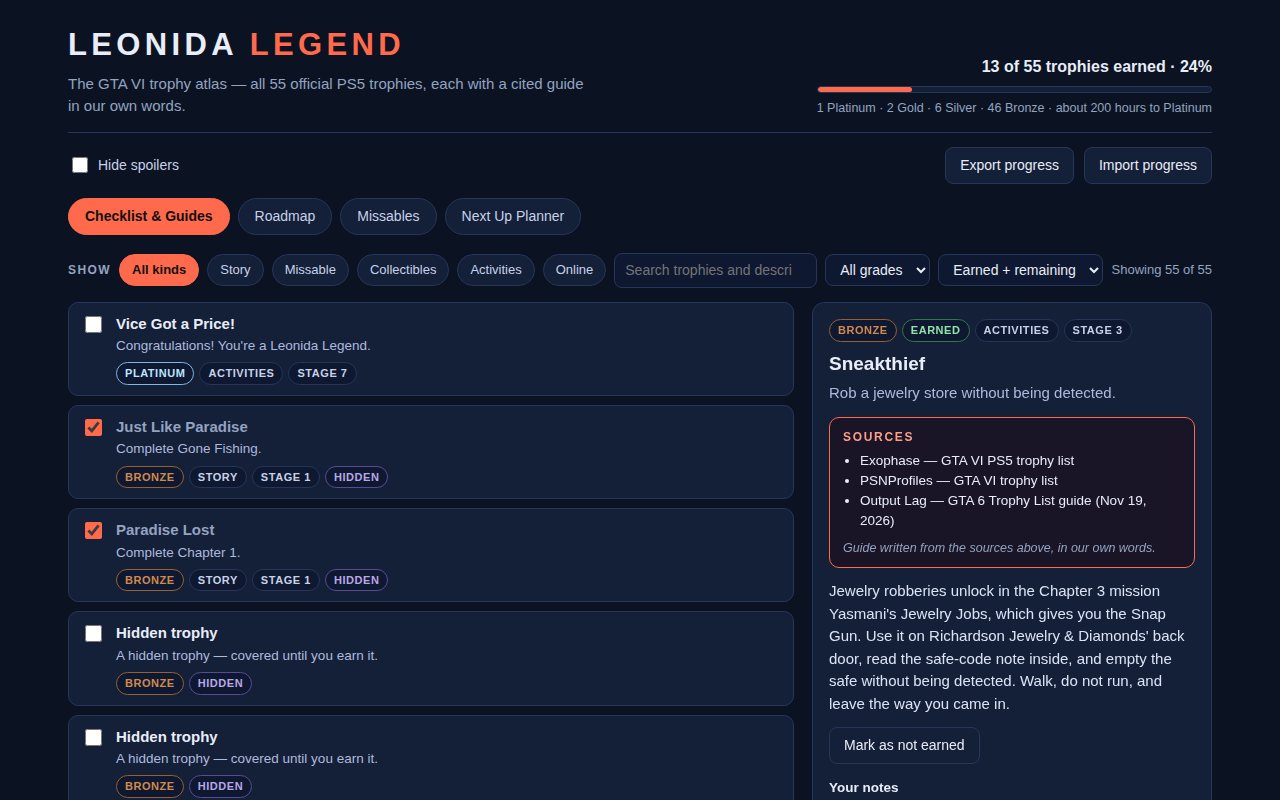 LEONIDA LEGEND
The GTA VI trophy atlas — all 55 official PS5 trophies, each with a cited guide
in our own words.
13 of 55 trophies earned · 24%
1 Platinum · 2 Gold · 6 Silver · 46 Bronze · about 200 hours to Platinum
Hide spoilers
Export progress
Import progress
Checklist & Guides
Roadmap
Missables
Next Up Planner
SHOW
All kinds
Story
Missable
Collectibles
Activities
Online
Search trophies and descri
All grades
Earned + remaining
Showing 55 of 55
Vice Got a Price!
Congratulations! You're a Leonida Legend.
PLATINUM ACTIVITIES STAGE 7
Just Like Paradise
Complete Gone Fishing.
BRONZE STORY STAGE 1 HIDDEN
Paradise Lost
Complete Chapter 1.
BRONZE STORY STAGE 1 HIDDEN
Hidden trophy
A hidden trophy — covered until you earn it.
BRONZE HIDDEN
Hidden trophy
A hidden trophy — covered until you earn it.
BRONZE HIDDEN
BRONZE EARNED ACTIVITIES STAGE 3
Sneakthief
Rob a jewelry store without being detected.
SOURCES
• Exophase — GTA VI PS5 trophy list
• PSNProfiles — GTA VI trophy list
• Output Lag — GTA 6 Trophy List guide (Nov 19,
2026)
Guide written from the sources above, in our own words.
Jewelry robberies unlock in the Chapter 3 mission
Yasmani's Jewelry Jobs, which gives you the Snap
Gun. Use it on Richardson Jewelry & Diamonds' back
door, read the safe-code note inside, and empty the
safe without being detected. Walk, do not run, and
leave the way you came in.
Mark as not earned
Your notes